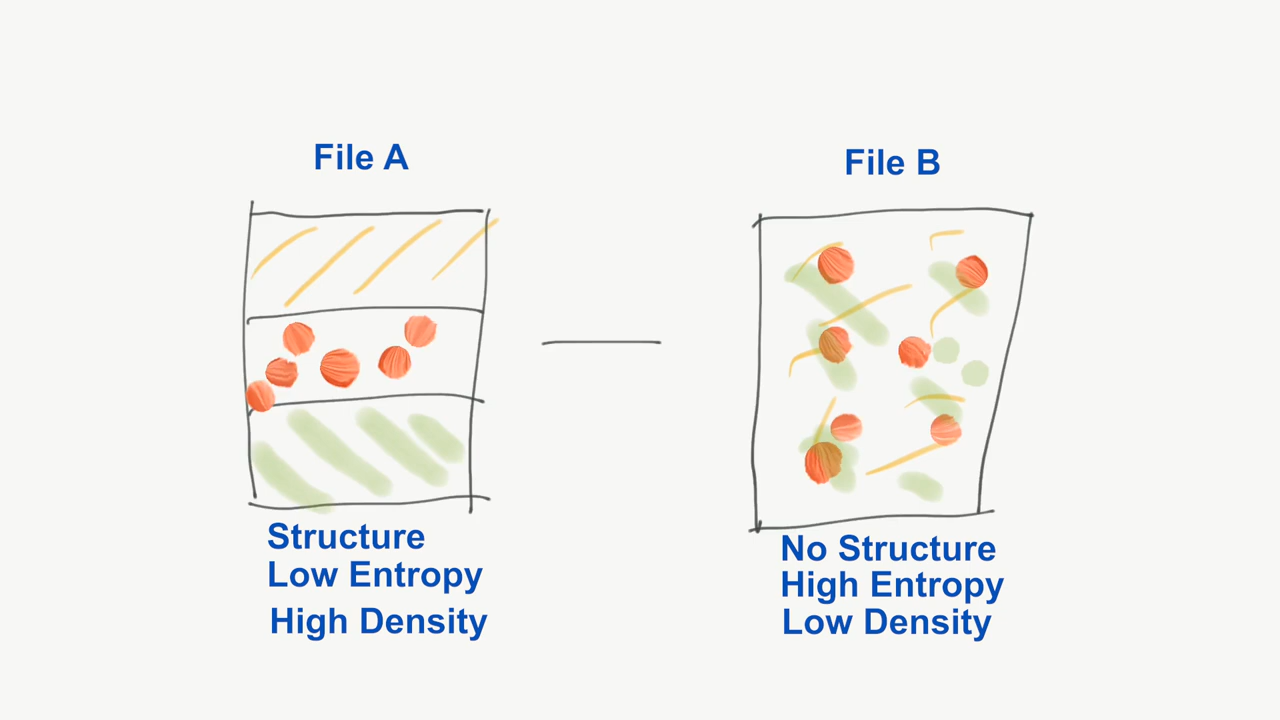 File A
Structure
Low Entropy
High Density
File B
No Structure
High Entropy
Low Density